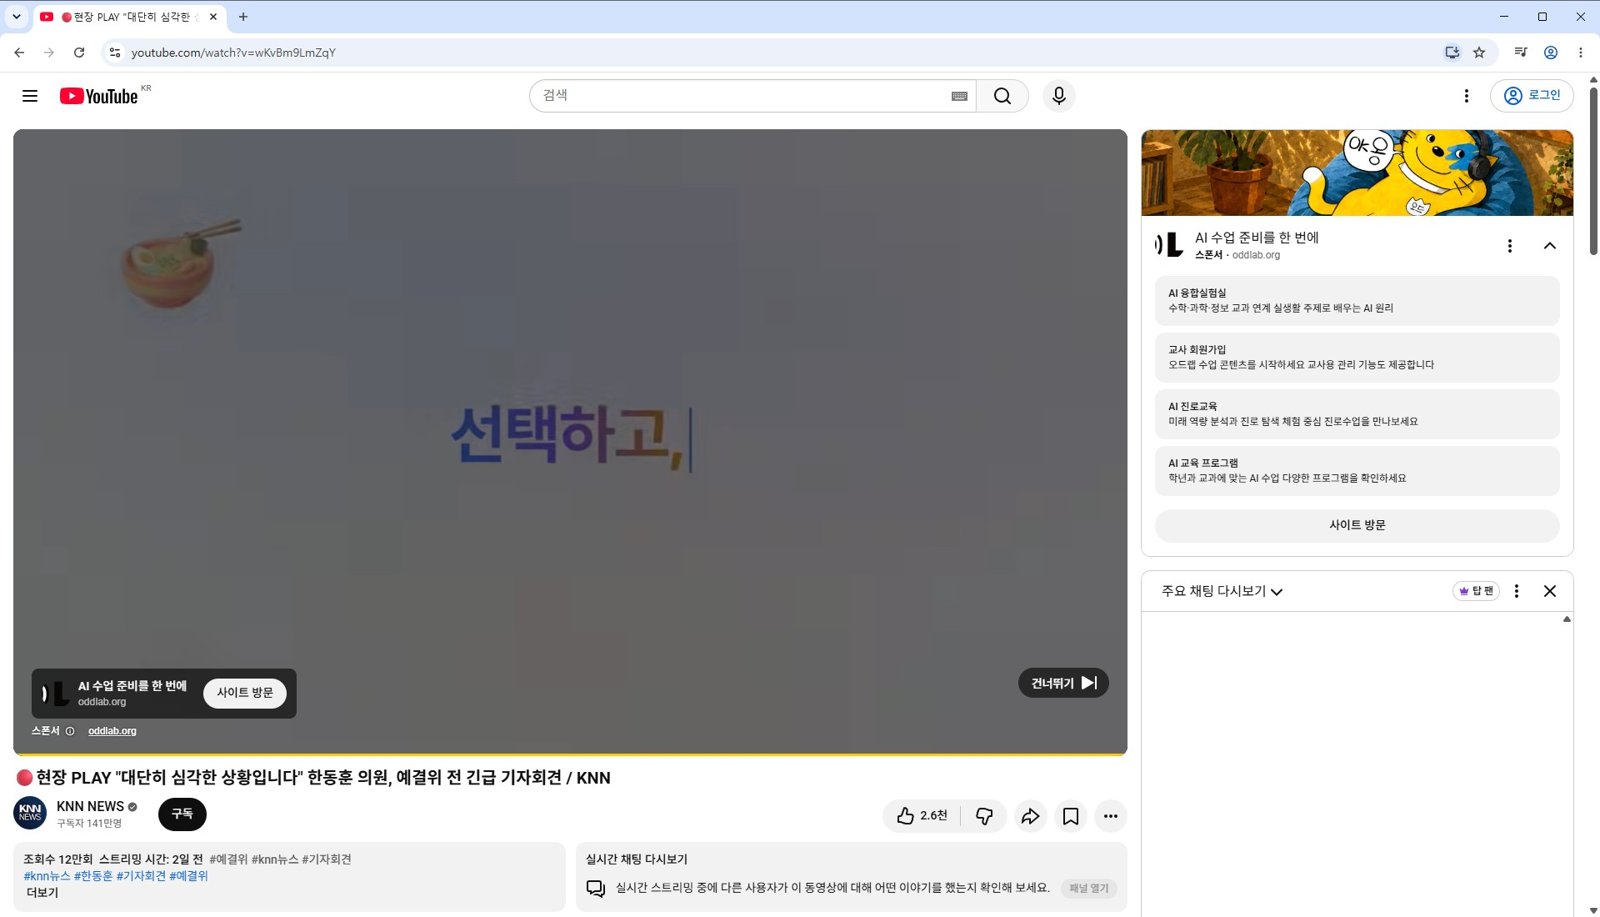 현장 PLAY "대단히 심각한
youtube.com/watch?v=wKvBm9LmZqY
YouTube KR
검색
로그인
야옹
오드
선택하고,
AI 수업 준비를 한 번에
스폰서 · oddlab.org
AI 융합실험실
수학·과학·정보 교과 연계 실생활 주제로 배우는 AI 원리
교사 회원가입
오드랩 수업 콘텐츠를 시작하세요 교사용 관리 기능도 제공합니다
AI 진로교육
미래 역량 분석과 진로 탐색 체험 중심 진로수업을 만나보세요
AI 교육 프로그램
학년과 교과에 맞는 AI 수업 다양한 프로그램을 확인하세요
사이트 방문
주요 채팅 다시보기
탑 팬
AI 수업 준비를 한 번에
oddlab.org
사이트 방문
건너뛰기
스폰서 oddlab.org
현장 PLAY "대단히 심각한 상황입니다" 한동훈 의원, 예결위 전 긴급 기자회견 / KNN
KNN NEWS
KNN NEWS
구독자 141만명
구독
2.6천
조회수 12만회 스트리밍 시간: 2일 전 #예결위 #knn뉴스 #기자회견
#knn뉴스 #한동훈 #기자회견 #예결위
더보기
실시간 채팅 다시보기
실시간 스트리밍 중에 다른 사용자가 이 동영상에 대해 어떤 이야기를 했는지 확인해 보세요.
패널 열기